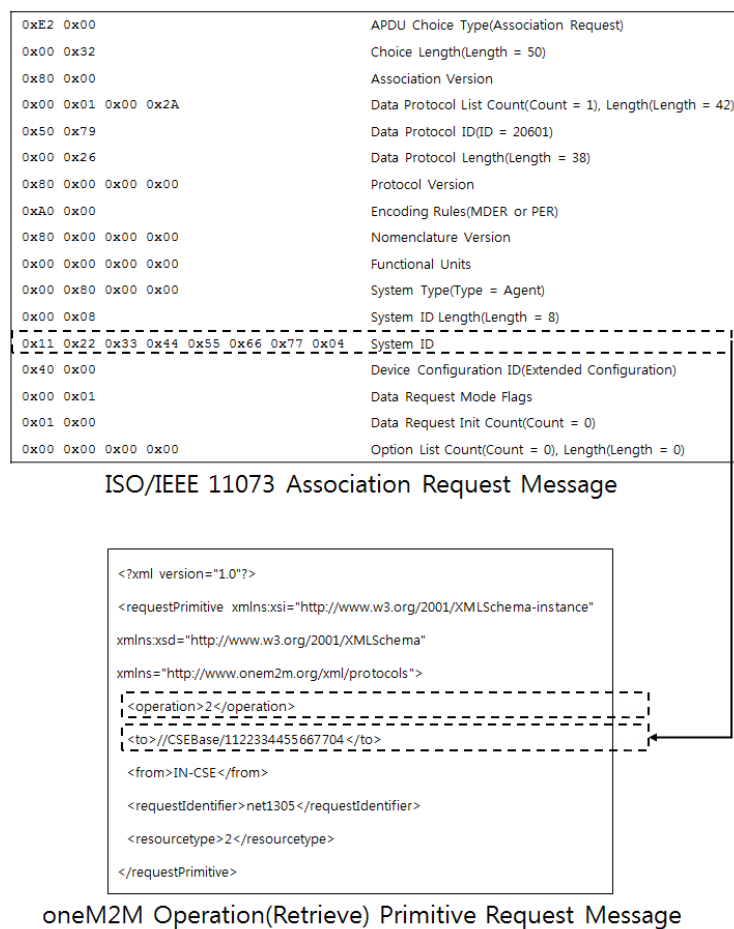 0xE2 0x00 APDU Choice Type(Association Request)
0x00 0x32 Choice Length(Length = 50)
0x80 0x00 Association Version
0x00 0x01 0x00 0x2A Data Protocol List Count(Count = 1), Length(Length = 42)
0x50 0x79 Data Protocol ID(ID = 20601)
0x00 0x26 Data Protocol Length(Length = 38)
0x80 0x00 0x00 0x00 Protocol Version
0xA0 0x00 Encoding Rules(MDER or PER)
0x80 0x00 0x00 0x00 Nomenclature Version
0x00 0x00 0x00 0x00 Functional Units
0x00 0x80 0x00 0x00 System Type(Type = Agent)
0x00 0x08 System ID Length(Length = 8)
0x11 0x22 0x33 0x44 0x55 0x66 0x77 0x04 System ID
0x40 0x00 Device Configuration ID(Extended Configuration)
0x00 0x01 Data Request Mode Flags
0x01 0x00 Data Request Init Count(Count = 0)
0x00 0x00 0x00 0x00 Option List Count(Count = 0), Length(Length = 0)
ISO/IEEE 11073 Association Request Message
<?xml version="1.0"?>
<requestPrimitive xmlns:xsi="http://www.w3.org/2001/XMLSchema-instance"
xmlns:xsd="http://www.w3.org/2001/XMLSchema"
xmlns="http://www.onem2m.org/xml/protocols">
<operation>2</operation>
<to>//CSEBase/1122334455667704</to>
<from>IN-CSE</from>
<requestIdentifier>net1305</requestIdentifier>
<resourcetype>2</resourcetype>
</requestPrimitive>
oneM2M Operation(Retrieve) Primitive Request Message